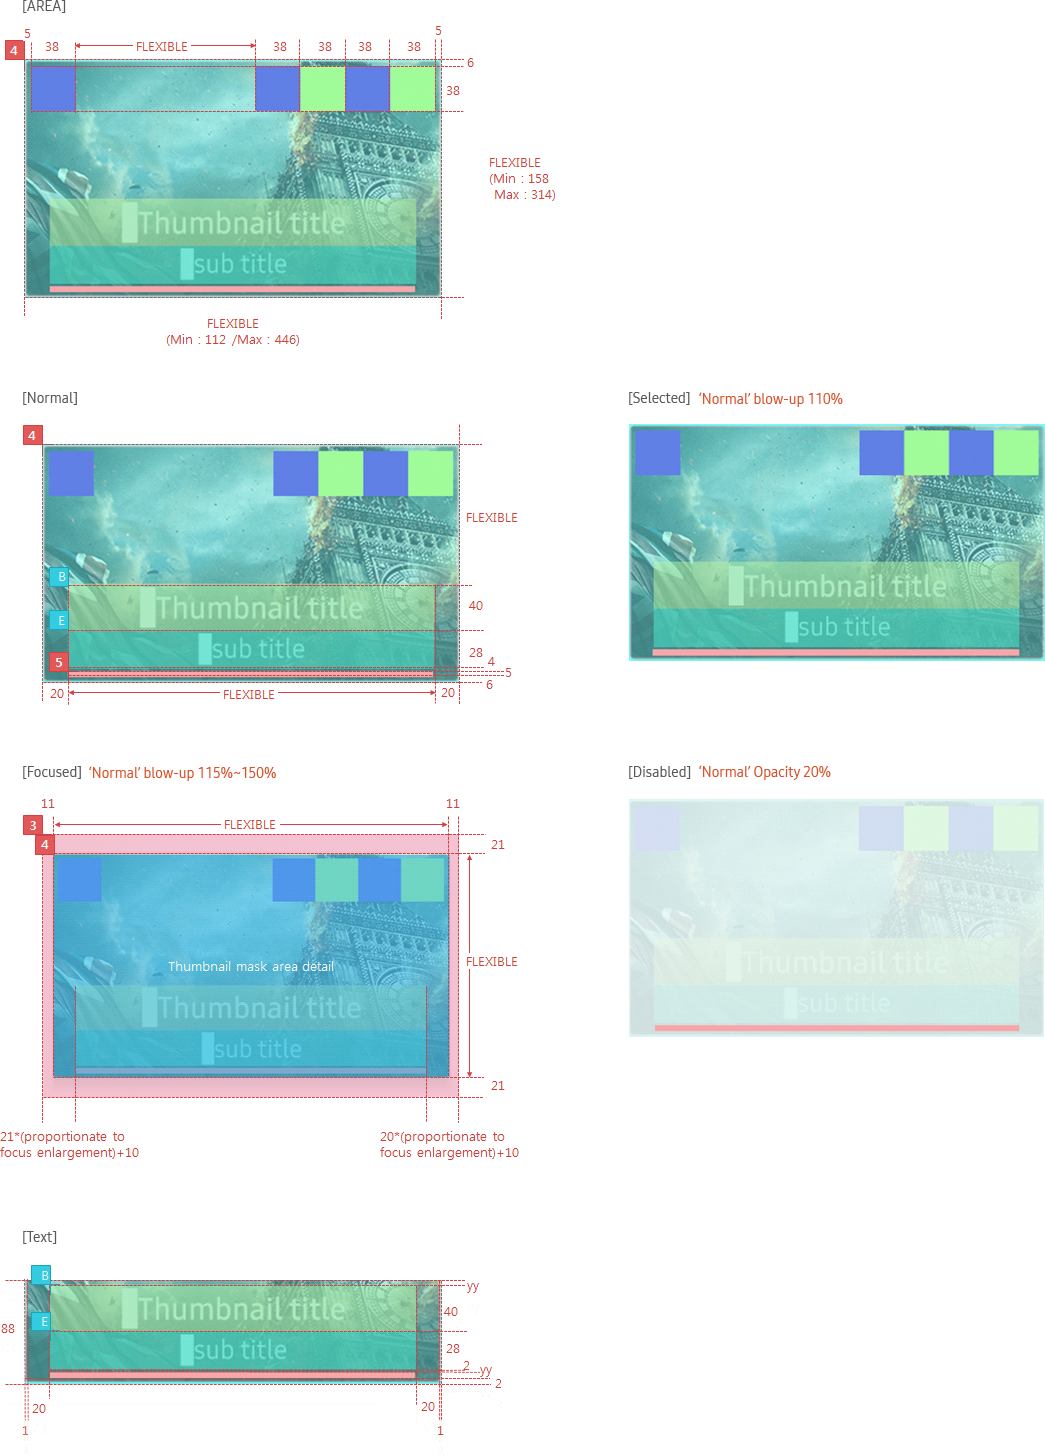 [AREA]
5
5
4
38
FLEXIBLE
38
38
38
38
6
38
FLEXIBLE
(Min : 158
Max : 314)
Thumbnail title
sub title
FLEXIBLE
(Min : 112 /Max : 446)
[Normal]
4
FLEXIBLE
B
Thumbnail title
40
E
sub title
28
5
4
5
6
20
FLEXIBLE
20
[Selected] ‘Normal’ blow-up 110%
Thumbnail title
sub title
[Focused] ‘Normal’ blow-up 115%~150%
11
11
3
FLEXIBLE
4
21
FLEXIBLE
Thumbnail mask area detail
Thumbnail title
sub title
21
21*(proportionate to
focus enlargement)+10
20*(proportionate to
focus enlargement)+10
[Disabled] ‘Normal’ Opacity 20%
Thumbnail title
sub title
[Text]
B
yy
Thumbnail title
40
E
88
sub title
28
2
yy
2
20
20
1
1